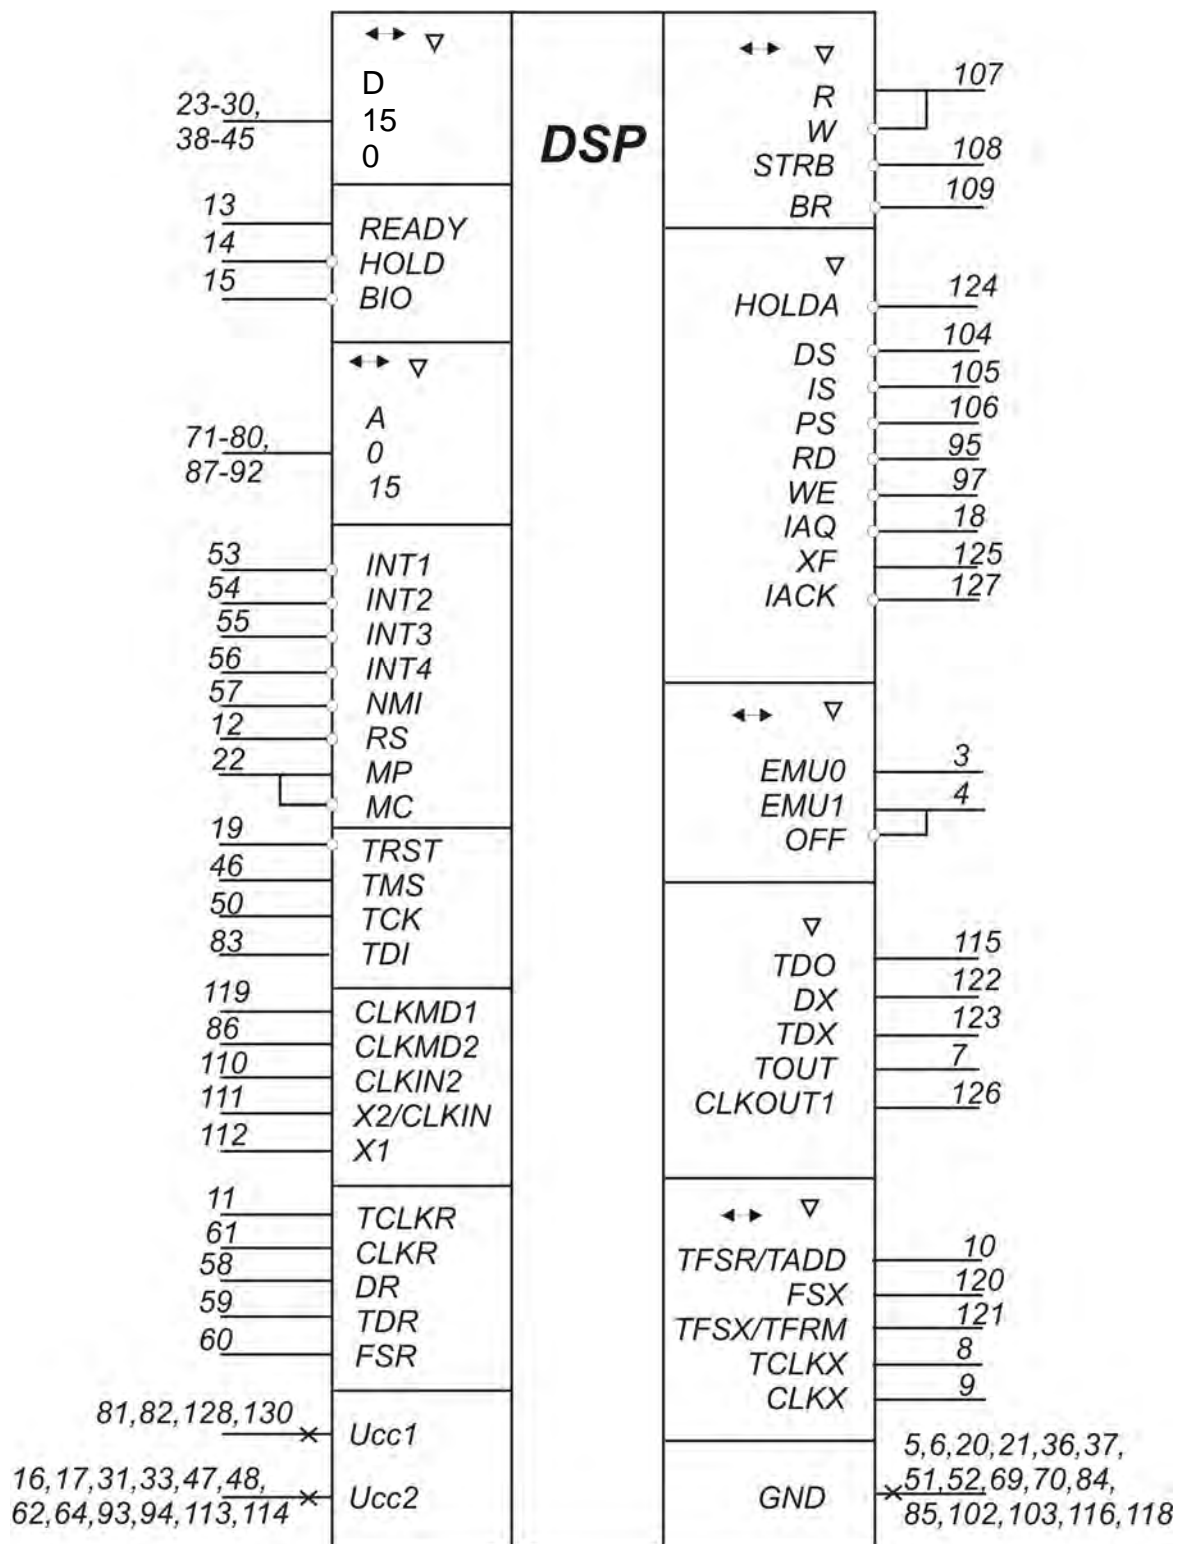 D
15
0
23-30,
38-45
13
READY
14
HOLD
15
BIO
A
0
15
71-80,
87-92
53
INT1
54
INT2
55
INT3
56
INT4
57
NMI
12
RS
22
MP
MC
19
TRST
46
TMS
50
TCK
83
TDI
119
CLKMD1
86
CLKMD2
110
CLKIN2
111
X2/CLKIN
112
X1
11
TCLKR
61
CLKR
58
DR
59
TDR
60
FSR
81,82,128,130
Ucc1
16,17,31,33,47,48,
62,64,93,94,113,114
Ucc2
DSP
R
107
W
STRB
108
BR
109
HOLDA
124
DS
104
IS
105
PS
106
RD
95
WE
97
IAQ
18
XF
125
IACK
127
EMU0
3
EMU1
4
OFF
TDO
115
DX
122
TDX
123
TOUT
7
CLKOUT1
126
TFSR/TADD
10
FSX
120
TFSX/TFRM
121
TCLKX
8
CLKX
9
GND
5,6,20,21,36,37,
51,52,69,70,84,
85,102,103,116,118